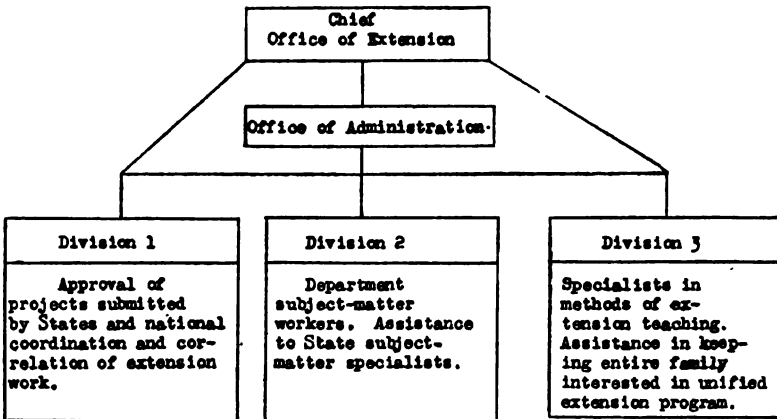 Chief
Office of Extension
Office of Administration.
Division 1
Approval of
projects submitted
by States and national
coordination and cor-
relation of extension
work.
Division 2
Department
subject-matter
workers. Assistance
to State subject-
matter specialists.
Division 3
Specialists in
methods of ex-
tension teaching.
Assistance in keep-
ing entire family
interested in unified
extension program.